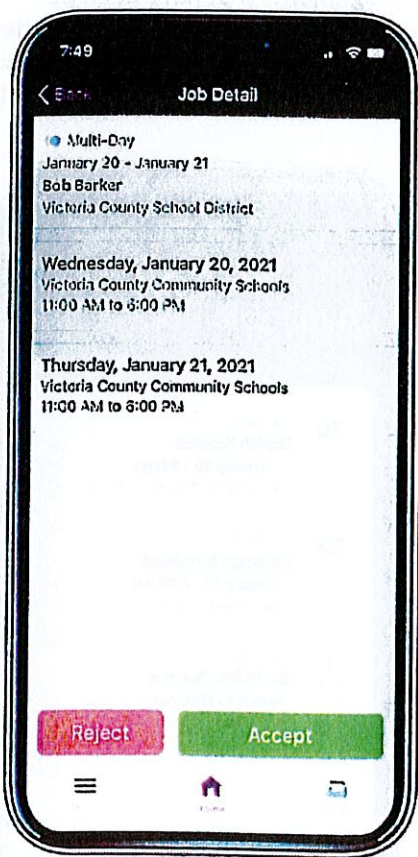 7:49
Back
Job Detail
Multi-Day
January 20 - January 21
Bob Barker
Victoria County School District
Wednesday, January 20, 2021
Victoria County Community Schools
11:00 AM to 6:00 PM
Thursday, January 21, 2021
Victoria County Community Schools
11:00 AM to 6:00 PM
Reject
Accept
Home